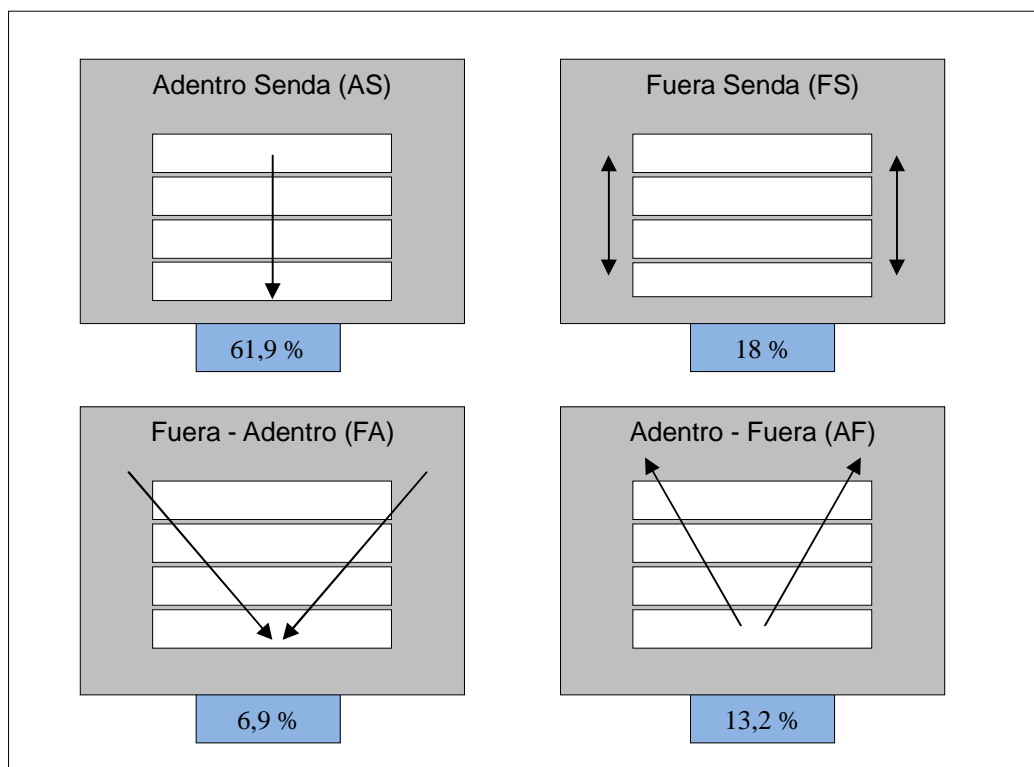 Adentro Senda (AS)
61,9 %
Fuera Senda (FS)
18 %
Fuera - Adentro (FA)
6,9 %
Adentro - Fuera (AF)
13,2 %